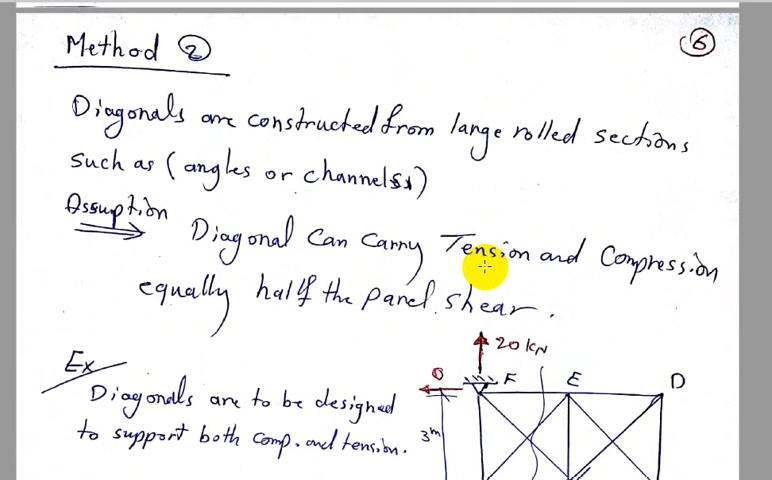 Method ②
⑥
Diagonals are constructed from large rolled sections
such as (angles or channels)
Assuption
Diagonal Can Carry Tension and Compression
equally half the panel shear.
20 kN
Ex
0
F
E
D
Diagonals are to be designed
to support both comp. and tension.
3m